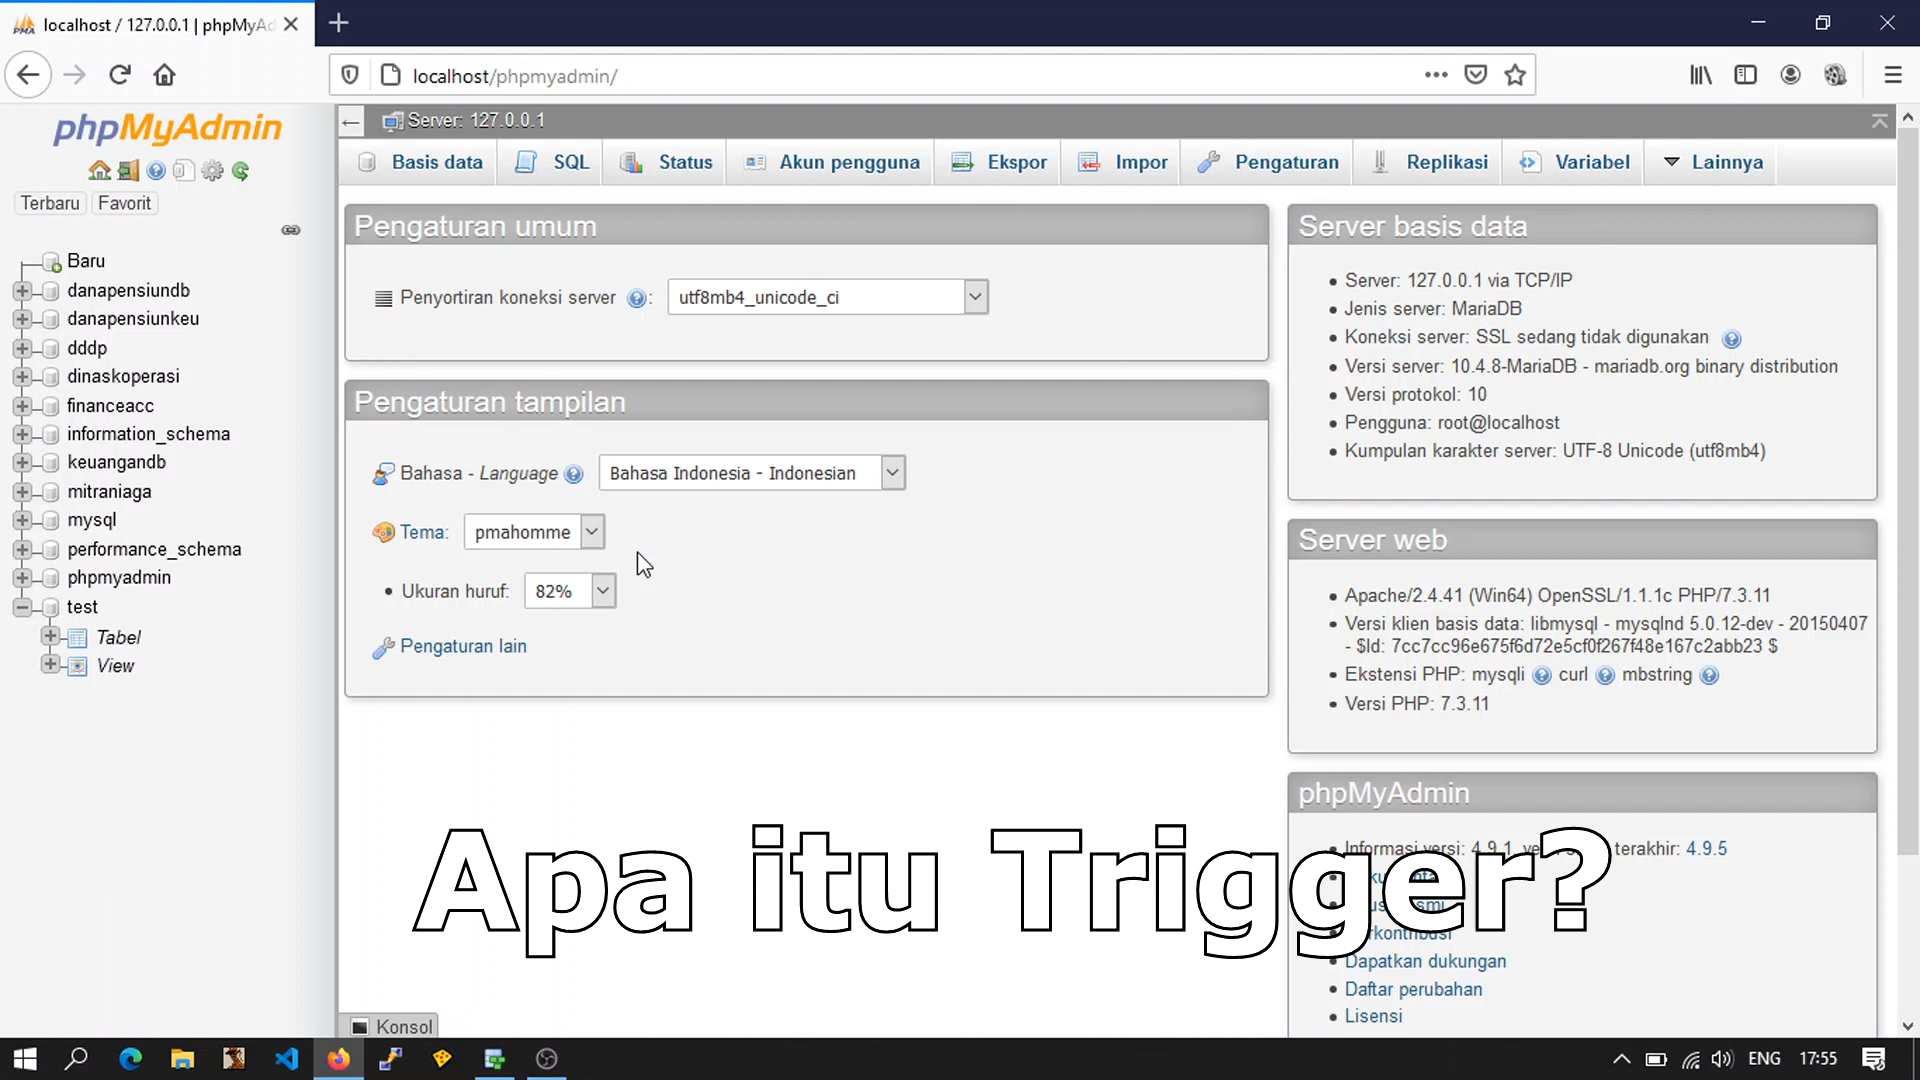 localhost / 127.0.0.1 | phpMyAd
localhost/phpmyadmin/
phpMyAdmin
Terbaru Favorit
Baru
danapensiundb
danapensiunkeu
dddp
dinaskoperasi
financeacc
information_schema
keuangandb
mitraniaga
mysql
performance_schema
phpmyadmin
test
Tabel
View
Server: 127.0.0.1
Basis data SQL Status Akun pengguna Ekspor Impor Pengaturan Replikasi Variabel Lainnya
Pengaturan umum
Penyortiran koneksi server : utf8mb4_unicode_ci
Pengaturan tampilan
Bahasa - Language Bahasa Indonesia - Indonesian
Tema: pmahomme
Ukuran huruf: 82%
Pengaturan lain
Server basis data
Server: 127.0.0.1 via TCP/IP
Jenis server: MariaDB
Koneksi server: SSL sedang tidak digunakan
Versi server: 10.4.8-MariaDB - mariadb.org binary distribution
Versi protokol: 10
Pengguna: root@localhost
Kumpulan karakter server: UTF-8 Unicode (utf8mb4)
Server web
Apache/2.4.41 (Win64) OpenSSL/1.1.1c PHP/7.3.11
Versi klien basis data: libmysql - mysqlnd 5.0.12-dev - 20150407
- $Id: 7cc7cc96e675f6d72e5cf0f267f48e167c2abb23 $
Ekstensi PHP: mysqli curl mbstring
Versi PHP: 7.3.11
phpMyAdmin
Informasi versi: 4.9.1, terakhir: 4.9.5
Dapatkan dukungan
Daftar perubahan
Lisensi
Apa itu Trigger?
Konsol
ENG 17:55